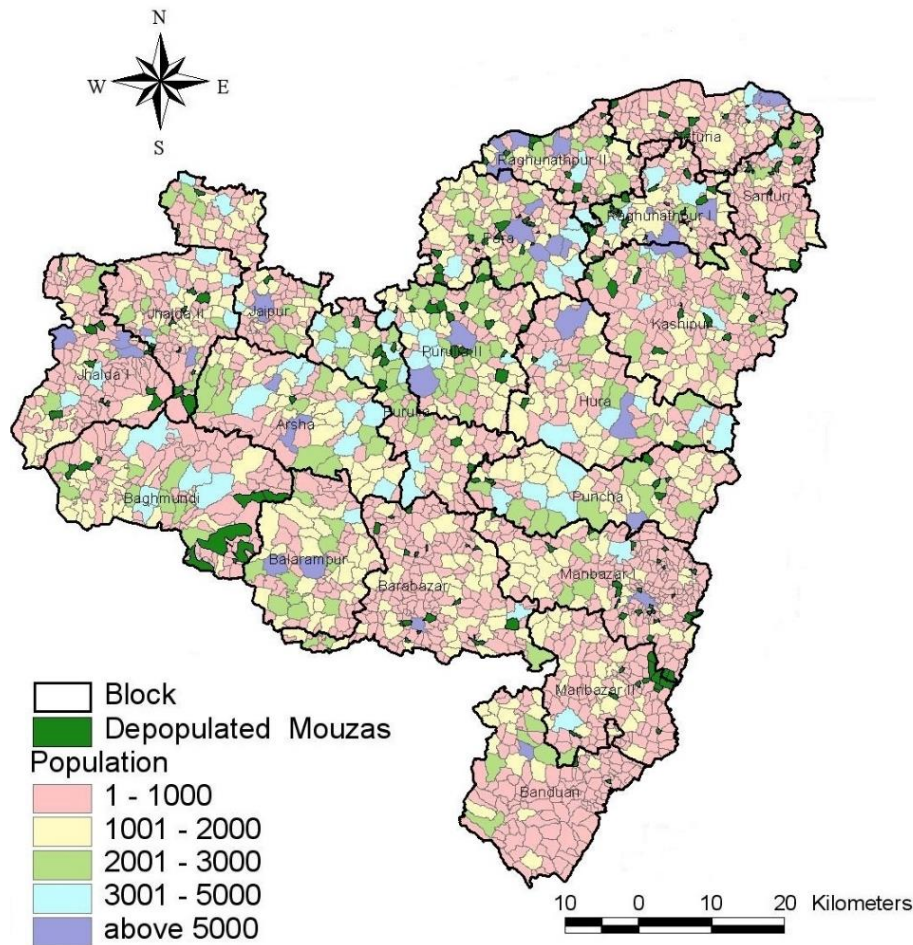 N
W E
S
Raghunathpur II
Santuri
Raghunathpur I
Para
Kashipur
Jhalda II
Jaipur
Purulia II
Jhalda I
Hura
Arsha
Baghmundi
Puncha
Balarampur
Barabazar
Manbazar
Manbazar II
Banduan
Block
Depopulated Mouzas
Population
1 - 1000
1001 - 2000
2001 - 3000
3001 - 5000
above 5000
10 0 10 20 Kilometers